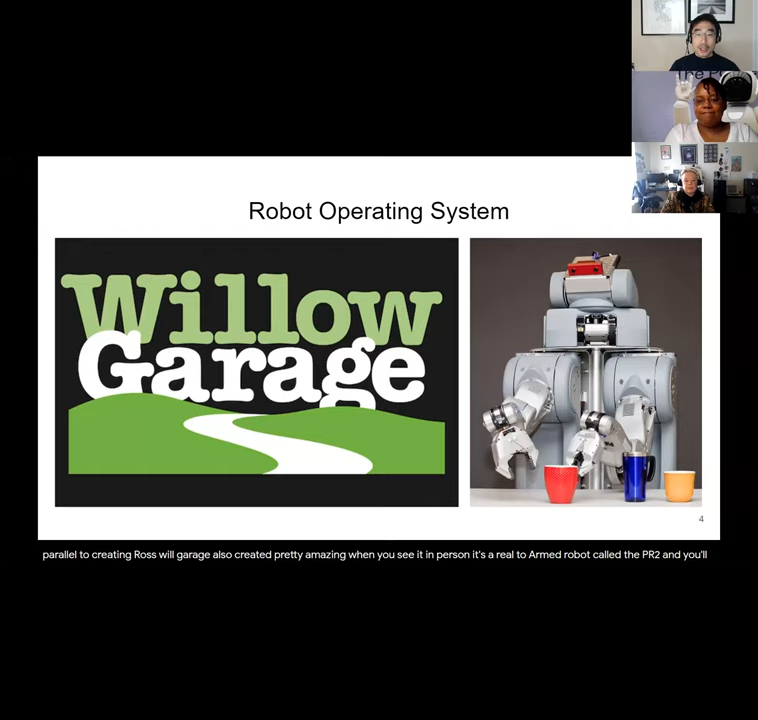 The P
Robot Operating System
Willow
Garage
4
parallel to creating Ross will garage also created pretty amazing when you see it in person it's a real to Armed robot called the PR2 and you'll